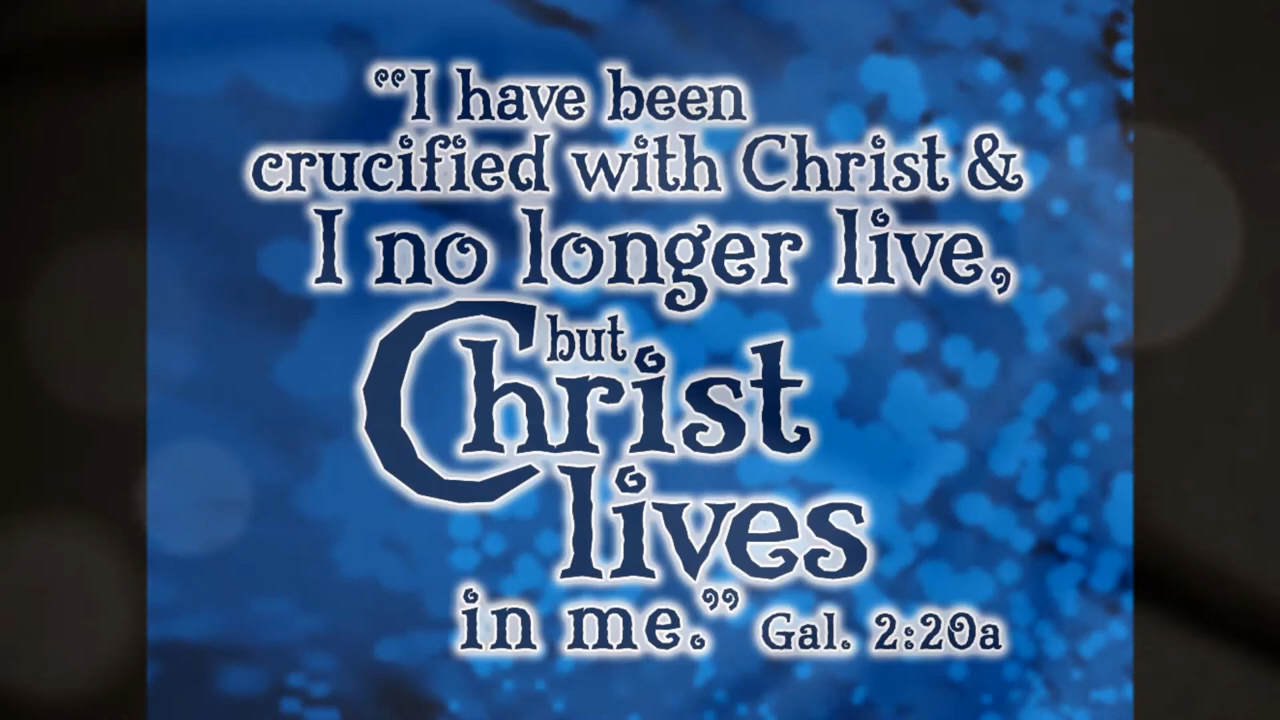 “I have been
crucified with Christ &
I no longer live,
but
Christ
lives
in me.” Gal. 2:20a